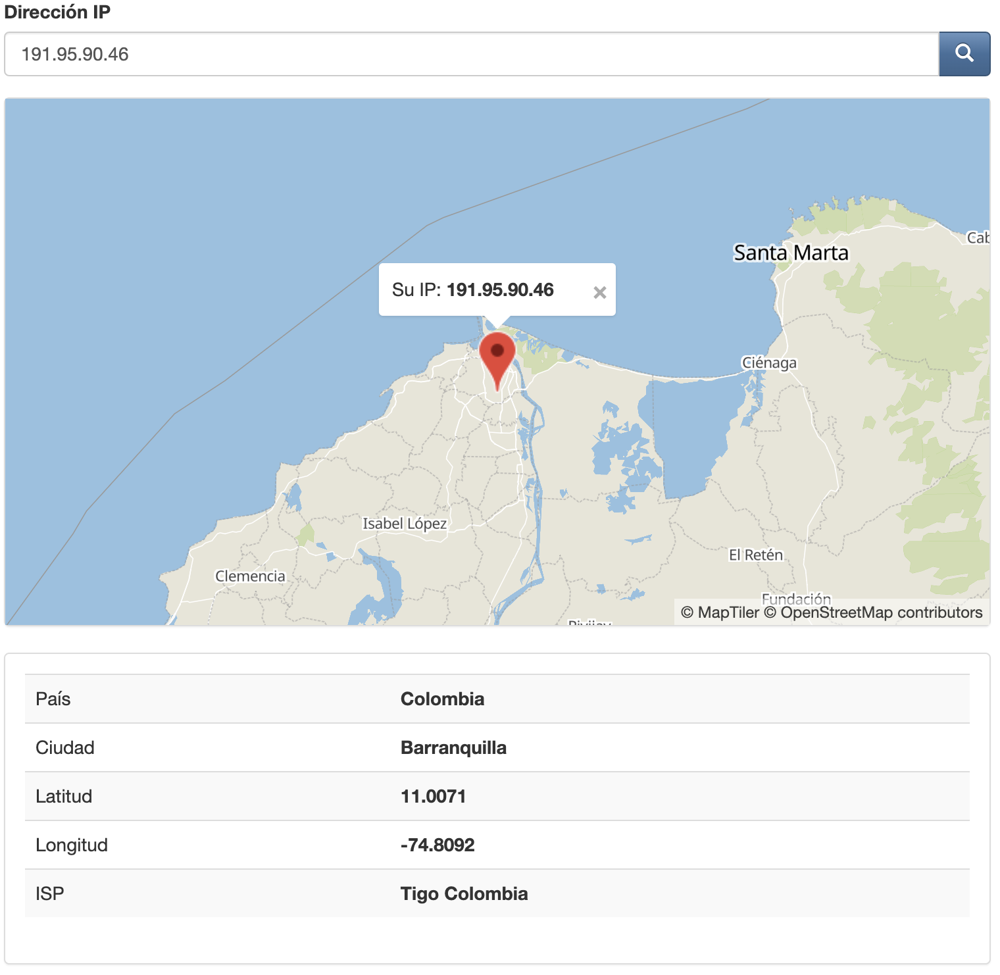 Dirección IP
191.95.90.46
Santa Marta
Cab
Su IP: 191.95.90.46 ×
Ciénaga
Isabel López
El Retén
Clemencia
Fundación
© MapTiler © OpenStreetMap contributors
Pivijay
País Colombia
Ciudad Barranquilla
Latitud 11.0071
Longitud -74.8092
ISP Tigo Colombia